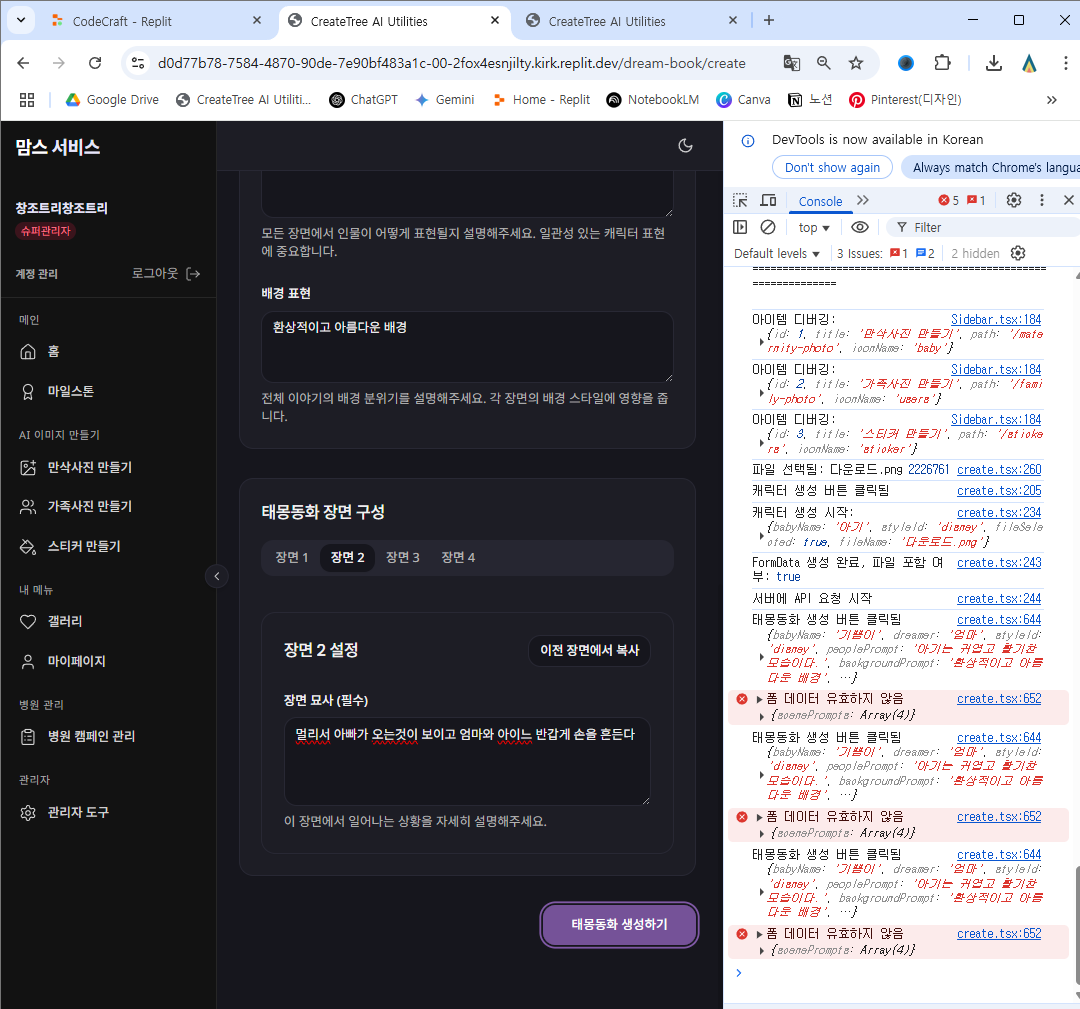 CodeCraft - Replit
CreateTree AI Utilities
CreateTree AI Utilities
d0d77b78-7584-4870-90de-7e90bf483a1c-00-2fox4esnjilty.kirk.replit.dev/dream-book/create
Google Drive
CreateTree AI Utiliti...
ChatGPT
Gemini
Home - Replit
NotebookLM
Canva
노션
Pinterest(디자인)
맘스 서비스
창조트리창조트리
슈퍼관리자
계정 관리
로그아웃
메인
홈
마일스톤
AI 이미지 만들기
만삭사진 만들기
가족사진 만들기
스티커 만들기
내 메뉴
갤러리
마이페이지
병원 관리
병원 캠페인 관리
관리자
관리자 도구
모든 장면에서 인물이 어떻게 표현될지 설명해주세요. 일관성 있는 캐릭터 표현
에 중요합니다.
배경 표현
환상적이고 아름다운 배경
전체 이야기의 배경 분위기를 설명해주세요. 각 장면의 배경 스타일에 영향을 줍
니다.
태몽동화 장면 구성
장면 1
장면 2
장면 3
장면 4
장면 2 설정
이전 장면에서 복사
장면 묘사 (필수)
멀리서 아빠가 오는것이 보이고 엄마와 아이느 반갑게 손을 흔든다
이 장면에서 일어나는 상황을 자세히 설명해주세요.
태몽동화 생성하기
DevTools is now available in Korean
Don't show again
Always match Chrome's langua
Console
5
1
top
Filter
Default levels
3 Issues:
1
2
2 hidden
==============
아이템 디버깅:
Sidebar.tsx:184
{id: 1, title: '만삭사진 만들기', path: '/mate
rnity-photo', iconName: 'baby'}
아이템 디버깅:
Sidebar.tsx:184
{id: 2, title: '가족사진 만들기', path: '/fami
ly-photo', iconName: 'users'}
아이템 디버깅:
Sidebar.tsx:184
{id: 3, title: '스티커 만들기', path: '/sticke
rs', iconName: 'sticker'}
파일 선택됨: 다운로드.png 2226761
create.tsx:260
캐릭터 생성 버튼 클릭됨
create.tsx:205
캐릭터 생성 시작:
create.tsx:234
{babyName: '아기', styleId: 'disney', fileSele
cted: true, fileName: '다운로드.png'}
FormData 생성 완료, 파일 포함 여
create.tsx:243
부: true
서버에 API 요청 시작
create.tsx:244
태몽동화 생성 버튼 클릭됨
create.tsx:644
{babyName: '기쁨이', dreamer: '엄마', styleId:
'disney', peoplePrompt: '아기는 귀엽고 활기찬
모습이다.', backgroundPrompt: '환상적이고 아름
다운 배경', …}
폼 데이터 유효하지 않음
create.tsx:652
{scenePrompts: Array(4)}
태몽동화 생성 버튼 클릭됨
create.tsx:644
{babyName: '기쁨이', dreamer: '엄마', styleId:
'disney', peoplePrompt: '아기는 귀엽고 활기찬
모습이다.', backgroundPrompt: '환상적이고 아름
다운 배경', …}
폼 데이터 유효하지 않음
create.tsx:652
{scenePrompts: Array(4)}
태몽동화 생성 버튼 클릭됨
create.tsx:644
{babyName: '기쁨이', dreamer: '엄마', styleId:
'disney', peoplePrompt: '아기는 귀엽고 활기찬
모습이다.', backgroundPrompt: '환상적이고 아름
다운 배경', …}
폼 데이터 유효하지 않음
create.tsx:652
{scenePrompts: Array(4)}